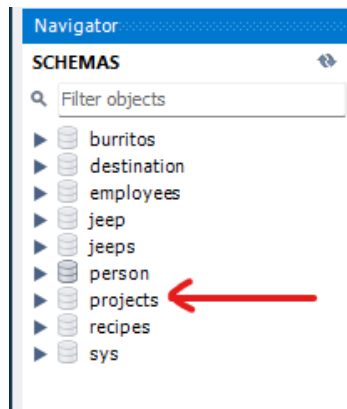 Navigator
SCHEMAS
Filter objects
burritos
destination
employees
jeep
jeeps
person
projects
recipes
sys